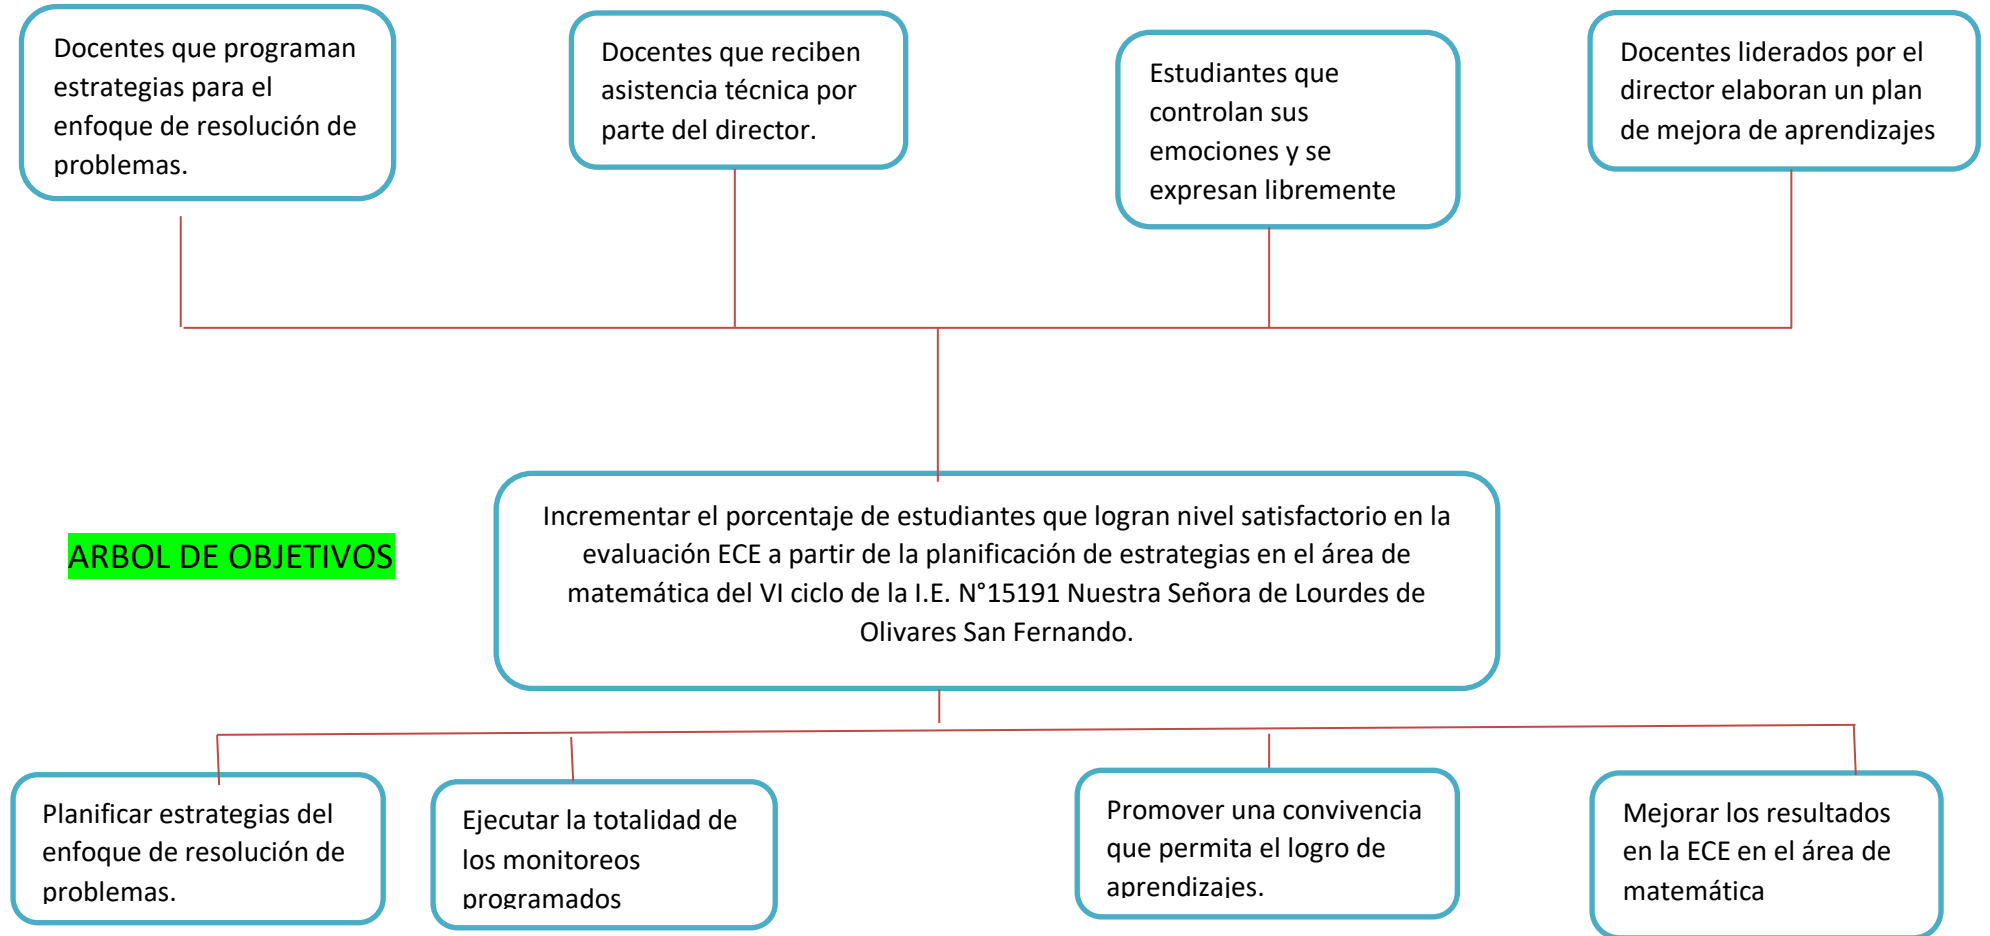 Docentes que programan
estrategias para el
enfoque de resolución de
problemas.
Docentes que reciben
asistencia técnica por
parte del director.
Estudiantes que
controlan sus
emociones y se
expresan libremente
Docentes liderados por el
director elaboran un plan
de mejora de aprendizajes
ARBOL DE OBJETIVOS
Incrementar el porcentaje de estudiantes que logran nivel satisfactorio en la
evaluación ECE a partir de la planificación de estrategias en el área de
matemática del VI ciclo de la I.E. N°15191 Nuestra Señora de Lourdes de
Olivares San Fernando.
Planificar estrategias del
enfoque de resolución de
problemas.
Ejecutar la totalidad de
los monitoreos
programados
Promover una convivencia
que permita el logro de
aprendizajes.
Mejorar los resultados
en la ECE en el área de
matemática